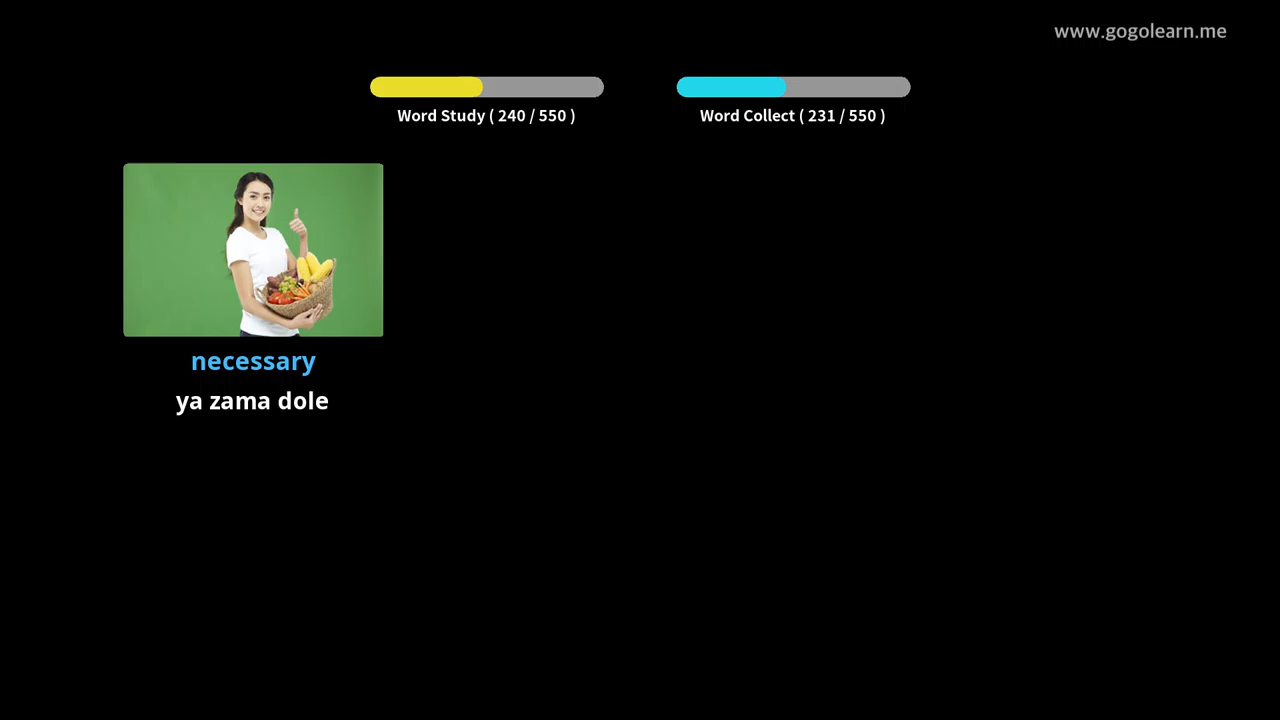 www.gogolearn.me
Word Study ( 240 / 550 )
Word Collect ( 231 / 550 )
necessary
ya zama dole